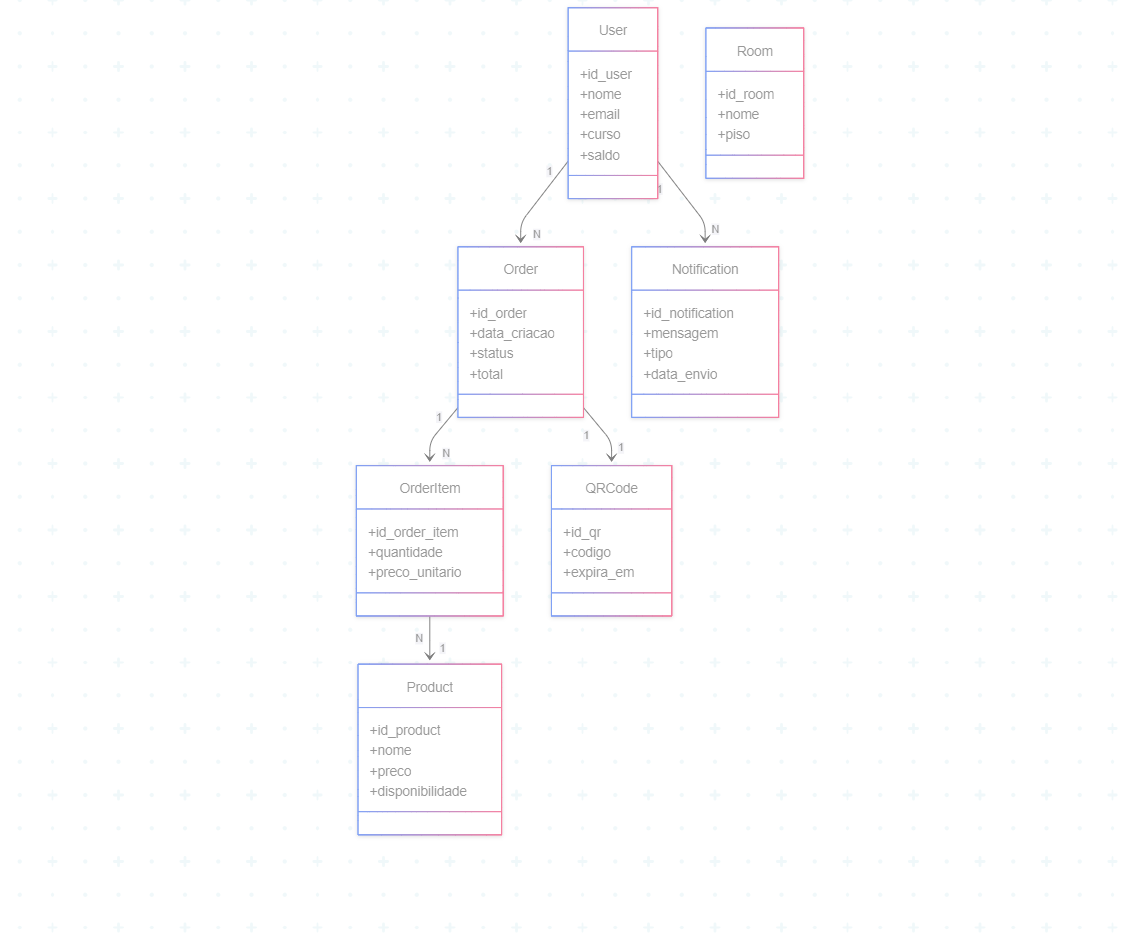 User
+id_user
+nome
+email
+curso
+saldo
Room
+id_room
+nome
+piso
1
1
N
N
Order
+id_order
+data_criacao
+status
+total
Notification
+id_notification
+mensagem
+tipo
+data_envio
1
N
1
1
OrderItem
+id_order_item
+quantidade
+preco_unitario
QRCode
+id_qr
+codigo
+expira_em
N
1
Product
+id_product
+nome
+preco
+disponibilidade